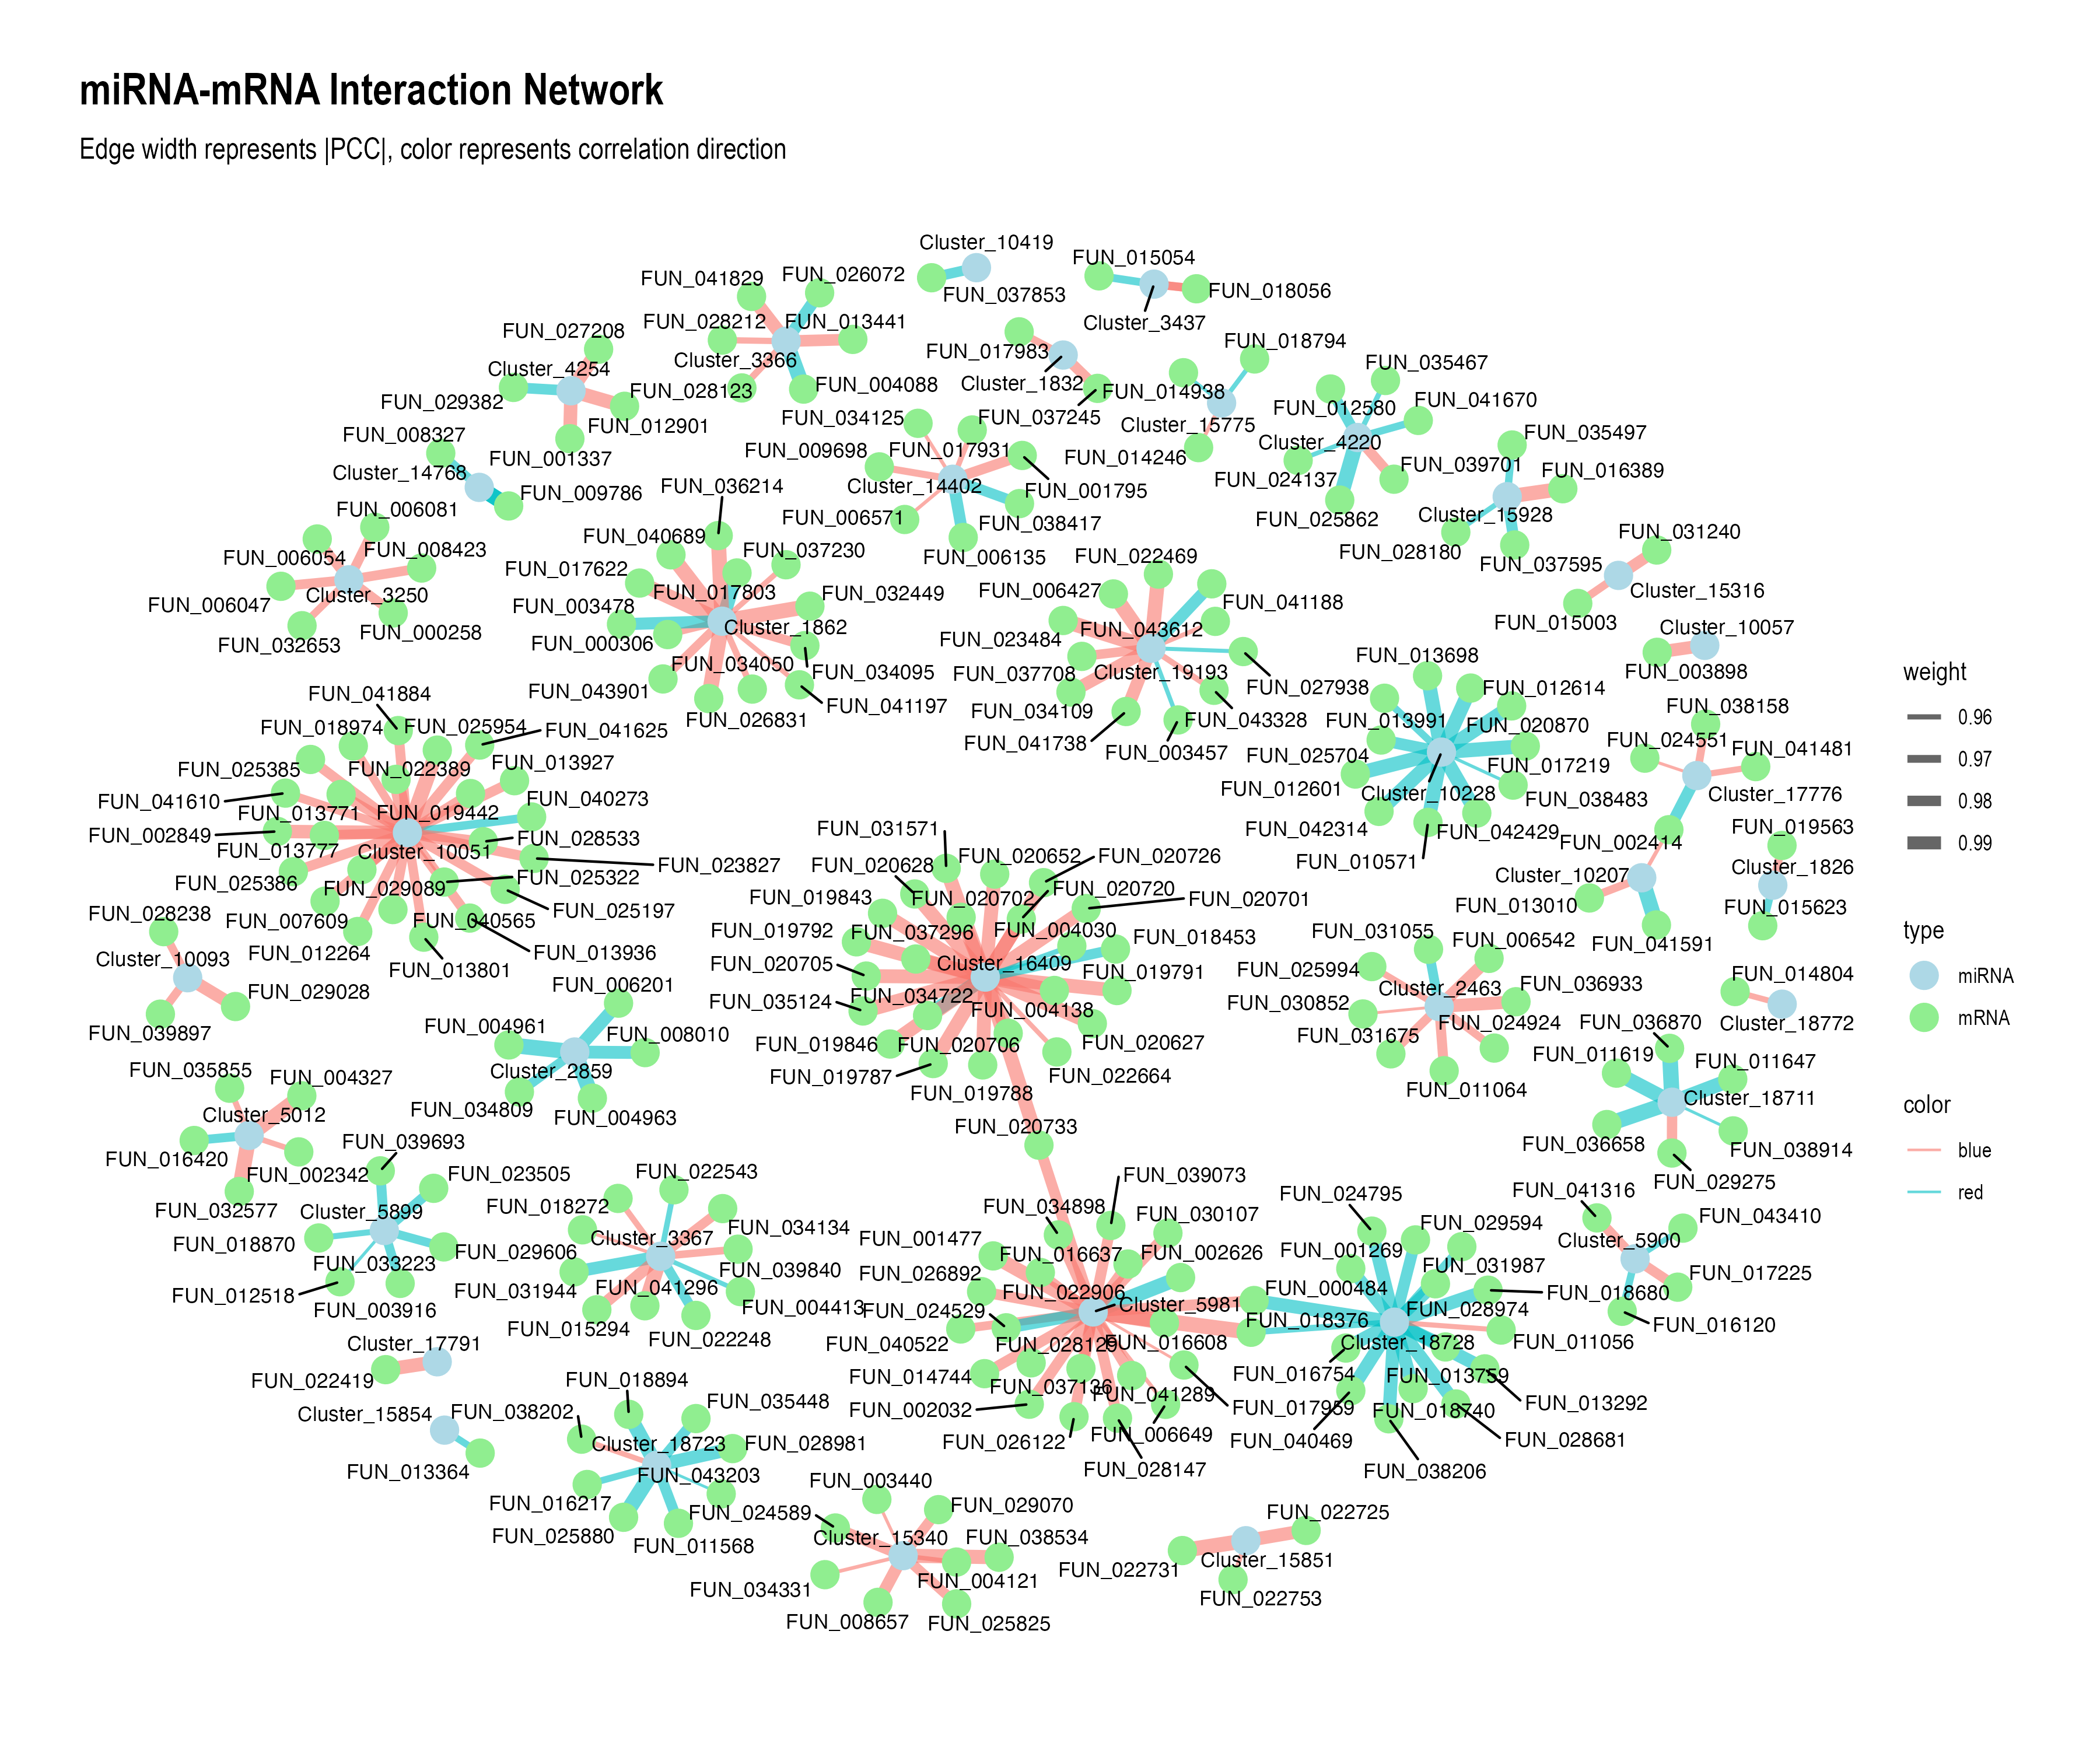 miRNA-mRNA Interaction Network
Edge width represents |PCC|, color represents correlation direction
Cluster_10419
FUN_037853
FUN_015054
FUN_018056
Cluster_3437
FUN_041829
FUN_026072
FUN_028212
FUN_013441
Cluster_3366
FUN_028123
FUN_004088
FUN_027208
Cluster_4254
FUN_029382
FUN_012901
FUN_001337
FUN_017983
Cluster_1832
FUN_037245
FUN_018794
FUN_014938
Cluster_15775
FUN_014246
FUN_035467
FUN_012580
FUN_041670
Cluster_4220
FUN_039701
FUN_024137
FUN_025862
FUN_008327
Cluster_14768
FUN_009786
FUN_034125
FUN_009698
FUN_017931
Cluster_14402
FUN_001795
FUN_006571
FUN_038417
FUN_006135
FUN_035497
FUN_016389
Cluster_15928
FUN_028180
FUN_037595
FUN_031240
Cluster_15316
FUN_015003
FUN_006081
FUN_006054
FUN_008423
Cluster_3250
FUN_006047
FUN_032653
FUN_000258
FUN_036214
FUN_040689
FUN_037230
FUN_017622
FUN_017803
FUN_032449
FUN_003478
Cluster_1862
FUN_000306
FUN_034050
FUN_034095
FUN_043901
FUN_041197
FUN_026831
FUN_022469
FUN_006427
FUN_041188
FUN_023484
FUN_043612
FUN_037708
Cluster_19193
FUN_027938
FUN_034109
FUN_043328
FUN_041738
FUN_003457
Cluster_10057
FUN_003898
FUN_013698
FUN_012614
FUN_013991
FUN_020870
FUN_025704
FUN_017219
FUN_012601
Cluster_10228
FUN_038483
FUN_042314
FUN_042429
FUN_010571
FUN_038158
FUN_024551
FUN_041481
Cluster_17776
FUN_002414
Cluster_10207
FUN_013010
FUN_041591
FUN_019563
Cluster_1826
FUN_015623
FUN_041884
FUN_018974
FUN_025954
FUN_041625
FUN_025385
FUN_022389
FUN_013927
FUN_041610
FUN_013771
FUN_019442
FUN_040273
FUN_002849
FUN_028533
FUN_013777
Cluster_10051
FUN_023827
FUN_025386
FUN_029089
FUN_025322
FUN_007609
FUN_040565
FUN_025197
FUN_012264
FUN_013936
FUN_013801
FUN_028238
Cluster_10093
FUN_029028
FUN_039897
FUN_031571
FUN_020628
FUN_020652
FUN_020726
FUN_019843
FUN_020702
FUN_020720
FUN_020701
FUN_019792
FUN_037296
FUN_004030
FUN_018453
FUN_020705
Cluster_16409
FUN_019791
FUN_035124
FUN_034722
FUN_004138
FUN_019846
FUN_020706
FUN_020627
FUN_019787
FUN_019788
FUN_022664
FUN_020733
FUN_031055
FUN_006542
FUN_025994
Cluster_2463
FUN_036933
FUN_030852
FUN_024924
FUN_031675
FUN_011064
FUN_014804
Cluster_18772
FUN_036870
FUN_011619
FUN_011647
Cluster_18711
FUN_036658
FUN_038914
FUN_029275
FUN_006201
FUN_004961
FUN_008010
Cluster_2859
FUN_034809
FUN_004963
FUN_035855
FUN_004327
Cluster_5012
FUN_016420
FUN_002342
FUN_032577
FUN_039693
FUN_023505
Cluster_5899
FUN_018870
FUN_033223
FUN_012518
FUN_003916
FUN_022543
FUN_018272
FUN_034134
Cluster_3367
FUN_029606
FUN_039840
FUN_031944
FUN_041296
FUN_004413
FUN_015294
FUN_022248
FUN_039073
FUN_034898
FUN_030107
FUN_001477
FUN_016637
FUN_002626
FUN_026892
FUN_022906
FUN_000484
FUN_024529
Cluster_5981
FUN_018376
FUN_040522
FUN_028129
FUN_016608
FUN_014744
FUN_037136
FUN_041289
FUN_002032
FUN_017959
FUN_026122
FUN_006649
FUN_028147
FUN_024795
FUN_029594
FUN_001269
FUN_031987
FUN_018680
FUN_028974
FUN_011056
Cluster_18728
FUN_016754
FUN_013759
FUN_013292
FUN_018740
FUN_040469
FUN_028681
FUN_038206
FUN_041316
FUN_043410
Cluster_5900
FUN_017225
FUN_016120
Cluster_17791
FUN_022419
Cluster_15854
FUN_013364
FUN_018894
FUN_038202
FUN_035448
Cluster_18723
FUN_028981
FUN_043203
FUN_016217
FUN_025880
FUN_011568
FUN_003440
FUN_024589
FUN_029070
Cluster_15340
FUN_038534
FUN_034331
FUN_004121
FUN_008657
FUN_025825
FUN_022725
Cluster_15851
FUN_022731
FUN_022753
weight
0.96
0.97
0.98
0.99
type
miRNA
mRNA
color
blue
red